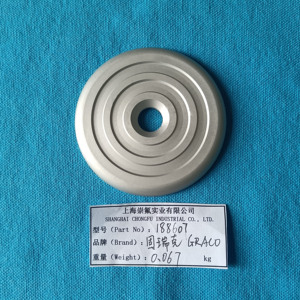 上海崇氟实业有限公司
SHANGHAI CHONGFU INDUSTRIAL CO., LTD.
型号(Part No):188607
品牌(Brand):固瑞克 GRACO
重量(Weight):0.067 kg